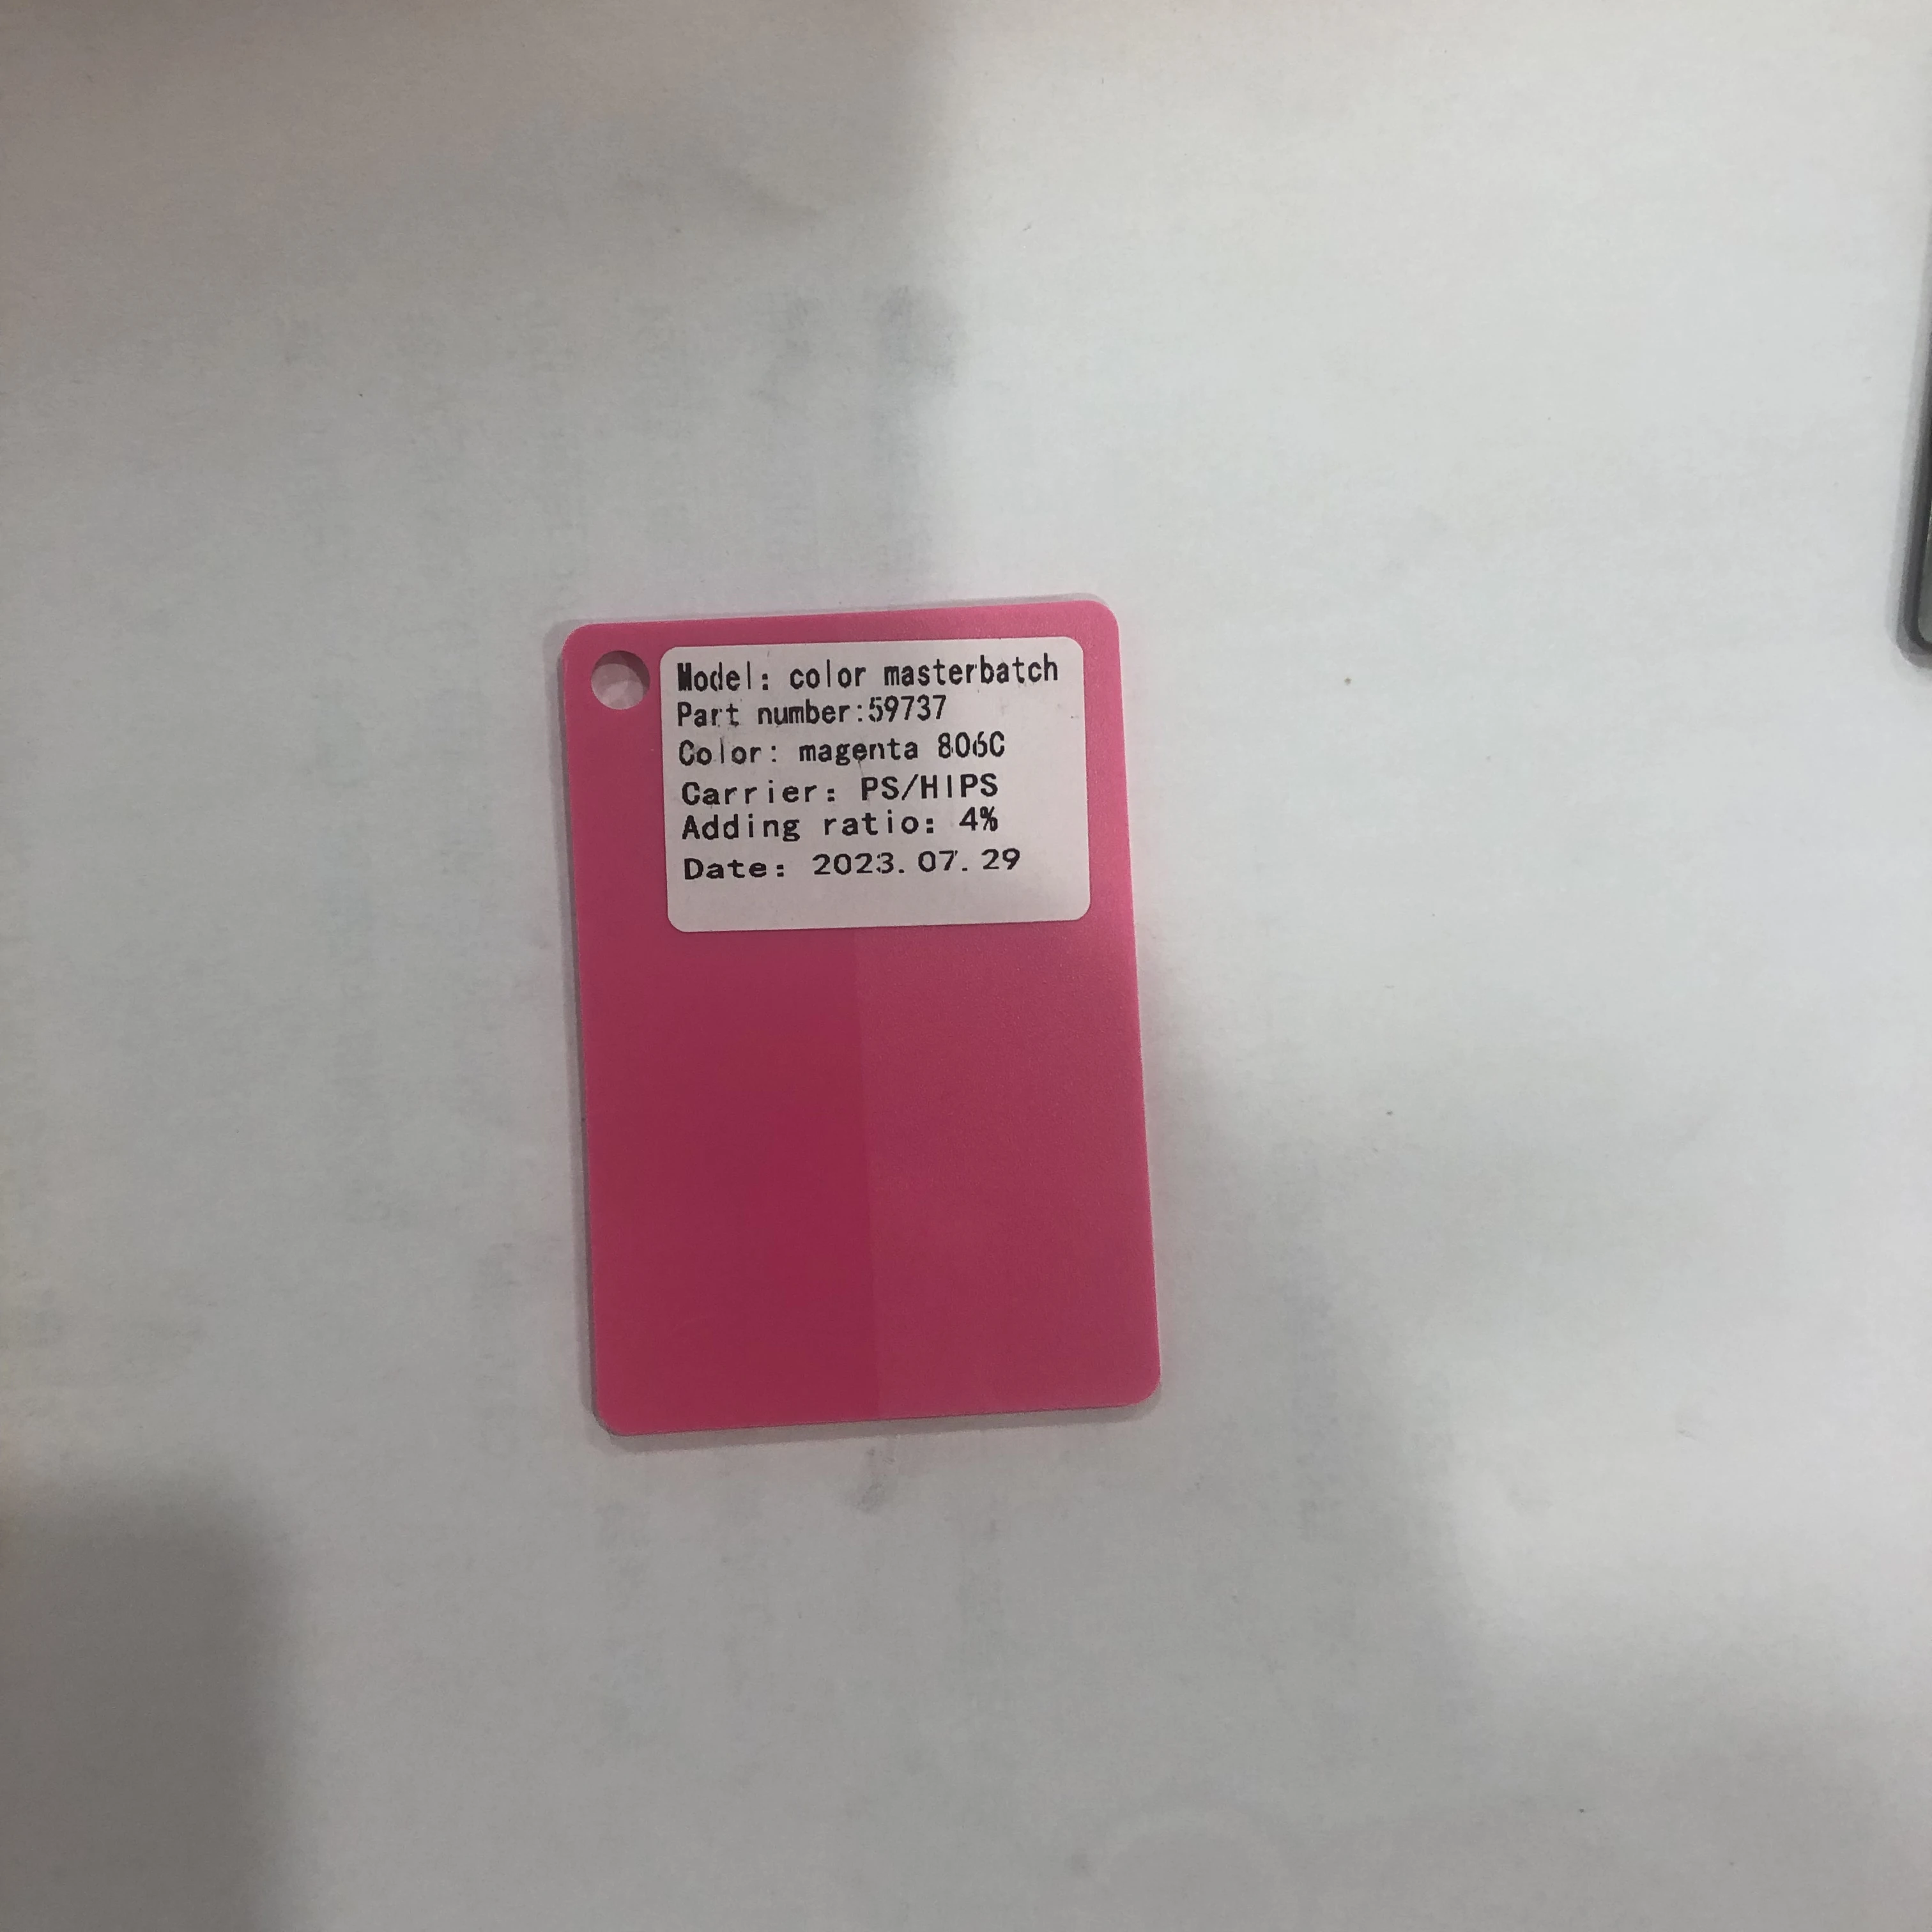 Model: color masterbatch
Part number:59737
Color: magenta 806C
Carrier: PS/HIPS
Adding ratio: 4%
Date: 2023.07.29